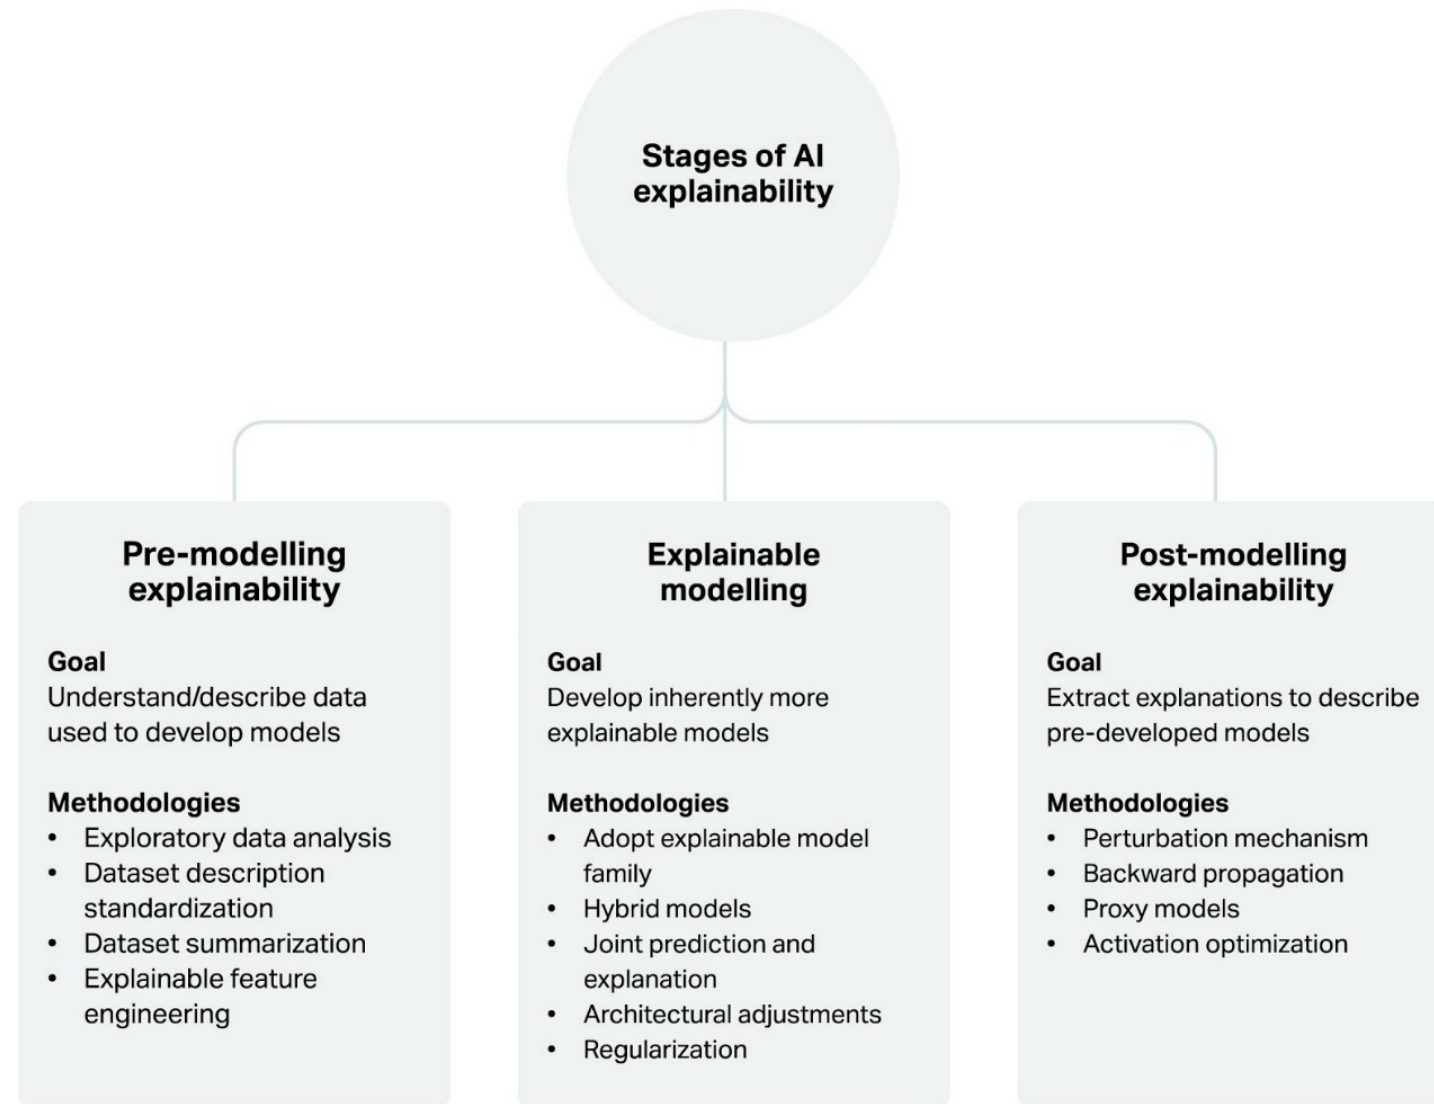 Stages of AI
explainability
Pre-modelling
explainability
Goal
Understand/describe data
used to develop models
Methodologies
• Exploratory data analysis
• Dataset description
standardization
• Dataset summarization
• Explainable feature
engineering
Explainable
modelling
Goal
Develop inherently more
explainable models
Methodologies
• Adopt explainable model
family
• Hybrid models
• Joint prediction and
explanation
• Architectural adjustments
• Regularization
Post-modelling
explainability
Goal
Extract explanations to describe
pre-developed models
Methodologies
• Perturbation mechanism
• Backward propagation
• Proxy models
• Activation optimization